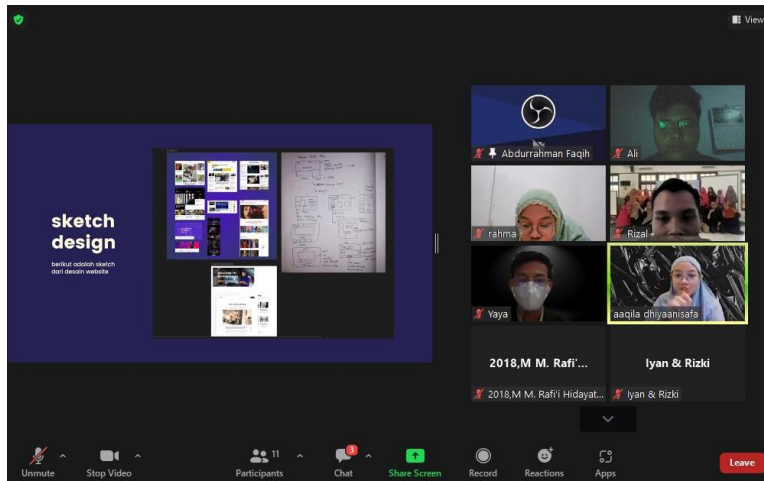 View
sketch
design
berikut adalah sketch
dari desain website
Abdurrahman Faqih
Ali
rahma
Rizal
Yaya
aaqila dhiyaanisafa
2018,M M. Rafi'...
Iyan & Rizki
2018,M M. Rafi'i Hidayat...
Iyan & Rizki
Unmute
Stop Video
11
Participants
3
Chat
Share Screen
Record
Reactions
Apps
Leave